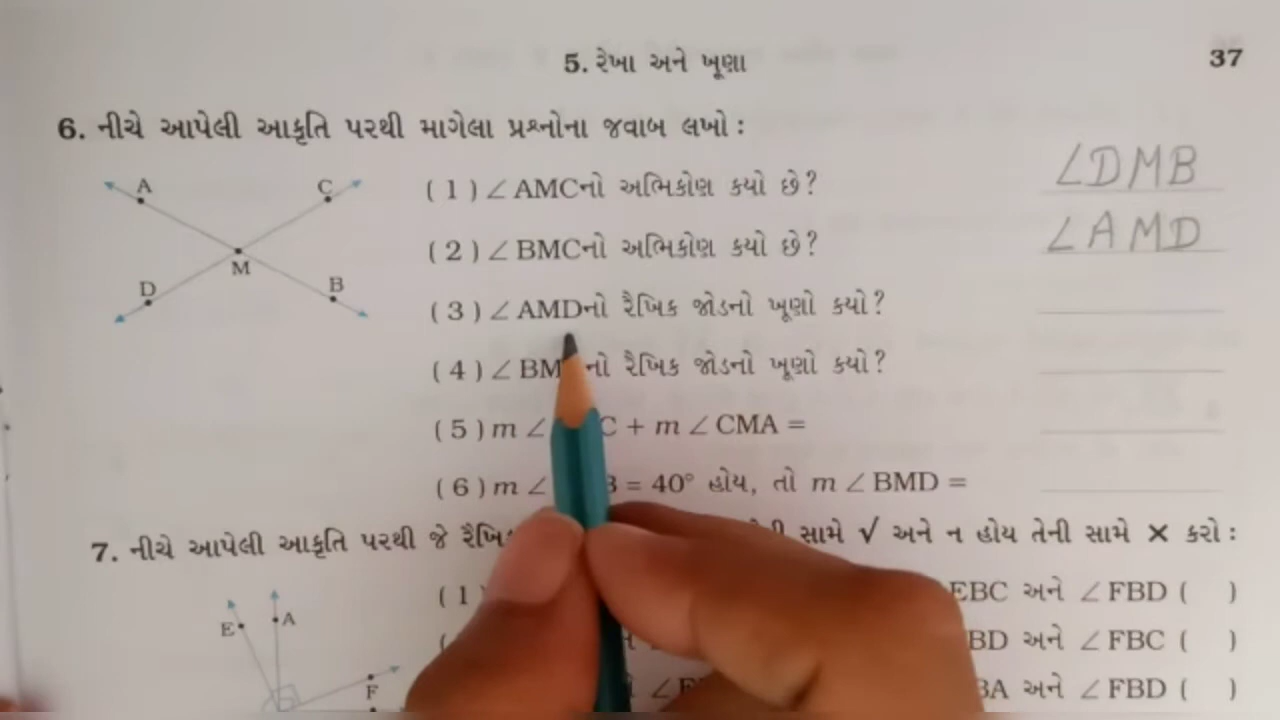 5. રેખા અને ખૂણા
37
6. નીચે આપેલી આકૃતિ પરથી માગેલા પ્રશ્નોના જવાબ લખો :
A
C
M
D
B
( 1 ) ∠ AMCનો અભિકોણ કયો છે? ∠DMB
( 2 ) ∠ BMCનો અભિકોણ કયો છે? ∠AMD
( 3 ) ∠ AMDનો રૈખિક જોડનો ખૂણો કયો?
( 4 ) ∠ BM નો રૈખિક જોડનો ખૂણો કયો?
( 5 ) m ∠ C + m ∠ CMA =
( 6 ) m ∠ B = 40° હોય, તો m ∠ BMD =
7. નીચે આપેલી આકૃતિ પરથી જે સામે √ અને ન હોય તેની સામે × કરો :
E
A
F
( 1 EBC અને ∠ FBD ( )
BD અને ∠ FBC ( )
BA અને ∠ FBD ( )